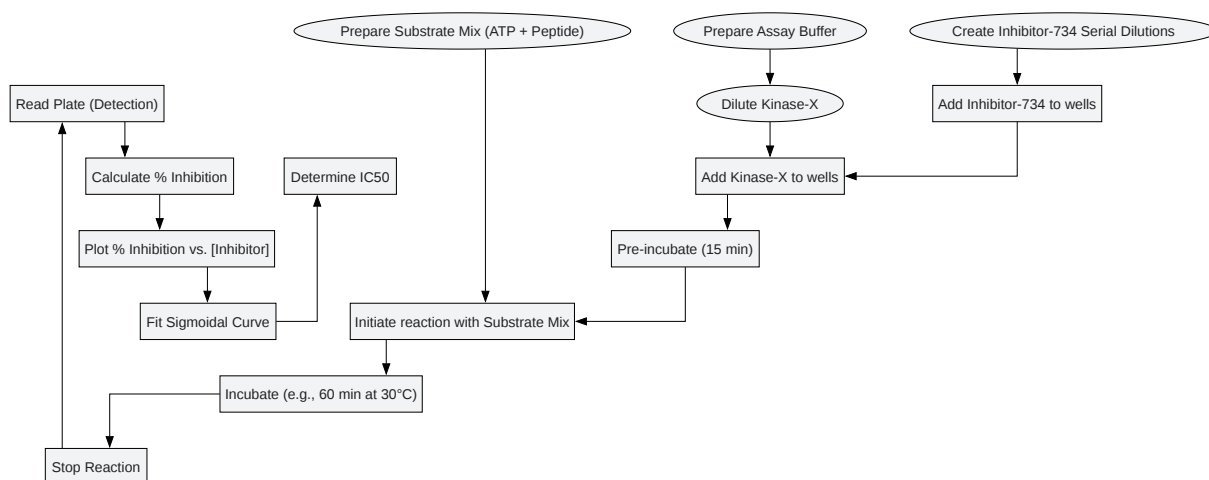 Prepare Substrate Mix (ATP + Peptide)
Prepare Assay Buffer
Create Inhibitor-734 Serial Dilutions
Read Plate (Detection)
Dilute Kinase-X
Add Inhibitor-734 to wells
Calculate % Inhibition
Determine IC50
Add Kinase-X to wells
Plot % Inhibition vs. [Inhibitor]
Pre-incubate (15 min)
Fit Sigmoidal Curve
Initiate reaction with Substrate Mix
Incubate (e.g., 60 min at 30°C)
Stop Reaction